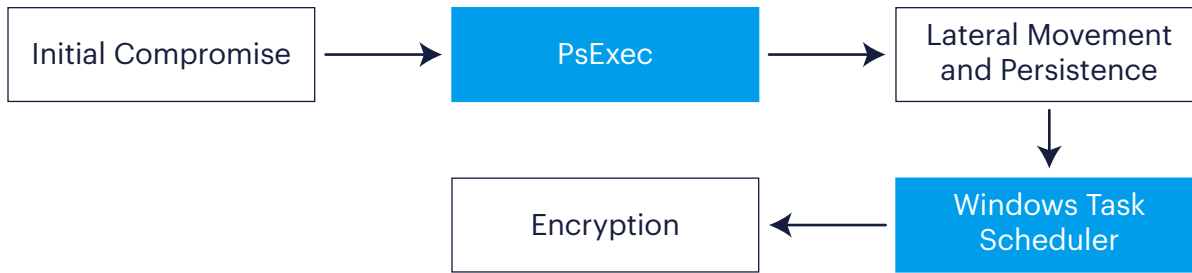 Initial Compromise
PsExec
Lateral Movement
and Persistence
Windows Task
Scheduler
Encryption